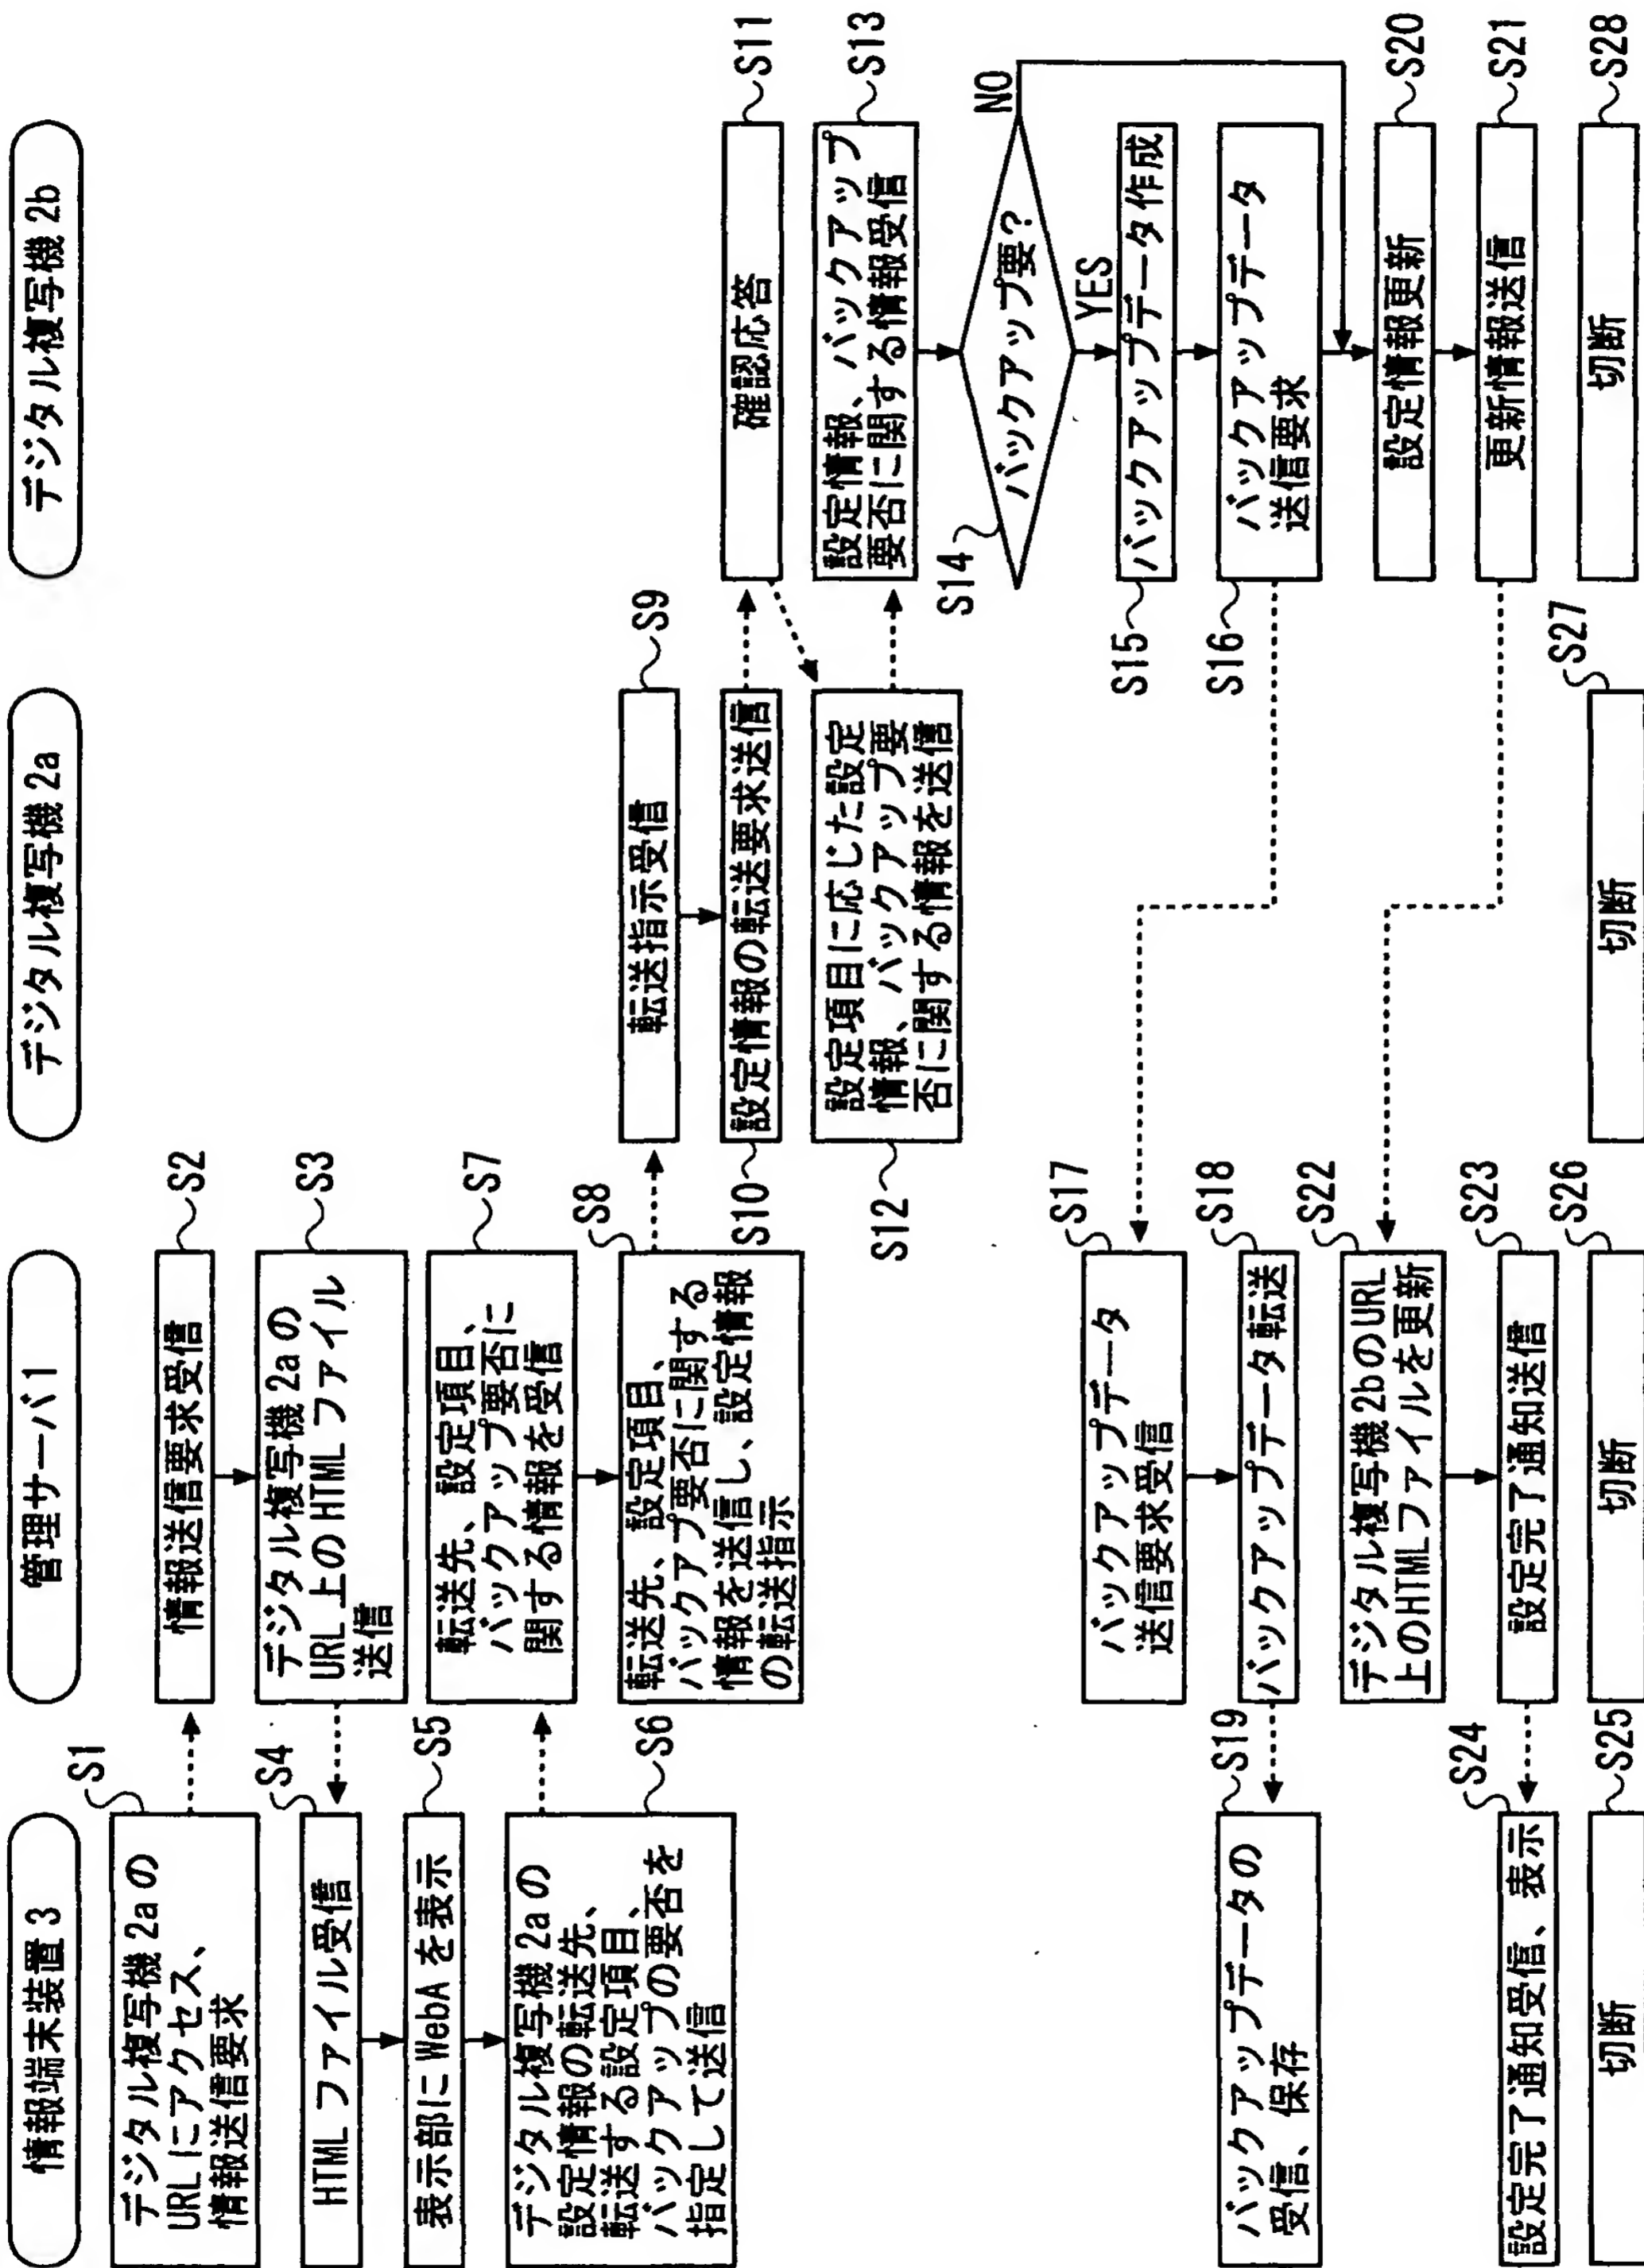 情報端末装置 3
S1
デジタル複写機 2a の
URL にアクセス、
情報送信要求
S4
HTML ファイル受信
表示部に WebA を表示
S5
デジタル複写機 2a の
設定情報の転送先、
転送する設定項目、
バックアップの要否を
指定して送信
S6
S19
バックアップデータの
受信、保存
S24
設定完了通知受信、表示
切断
S25
管理サーバ 1
情報送信要求受信
S2
デジタル複写機 2a の
URL 上の HTML ファイル
送信
S3
転送先、設定項目、
バックアップ要否に
関する情報を受信
S7
S8
転送先、設定項目、
バックアプ要否に関する
情報を送信し、設定情報
の転送指示
S17
バックアップデータ
送信要求受信
S18
バックアップデータ転送
S22
デジタル複写機 2b の URL
上の HTML ファイルを更新
S23
設定完了通知送信
切断
S26
デジタル複写機 2a
転送指示受信
S9
設定情報の転送要求送信
S10
設定項目に応じた設定
情報、バックアップ要
否に関する情報を送信
S12
切断
S27
デジタル複写機 2b
確認応答
S11
設定情報、バックアップ
要否に関する情報受信
S13
バックアップ要?
S14
NO
YES
バックアップデータ作成
S15
バックアップデータ
送信要求
S16
設定情報更新
S20
更新情報送信
S21
切断
S28